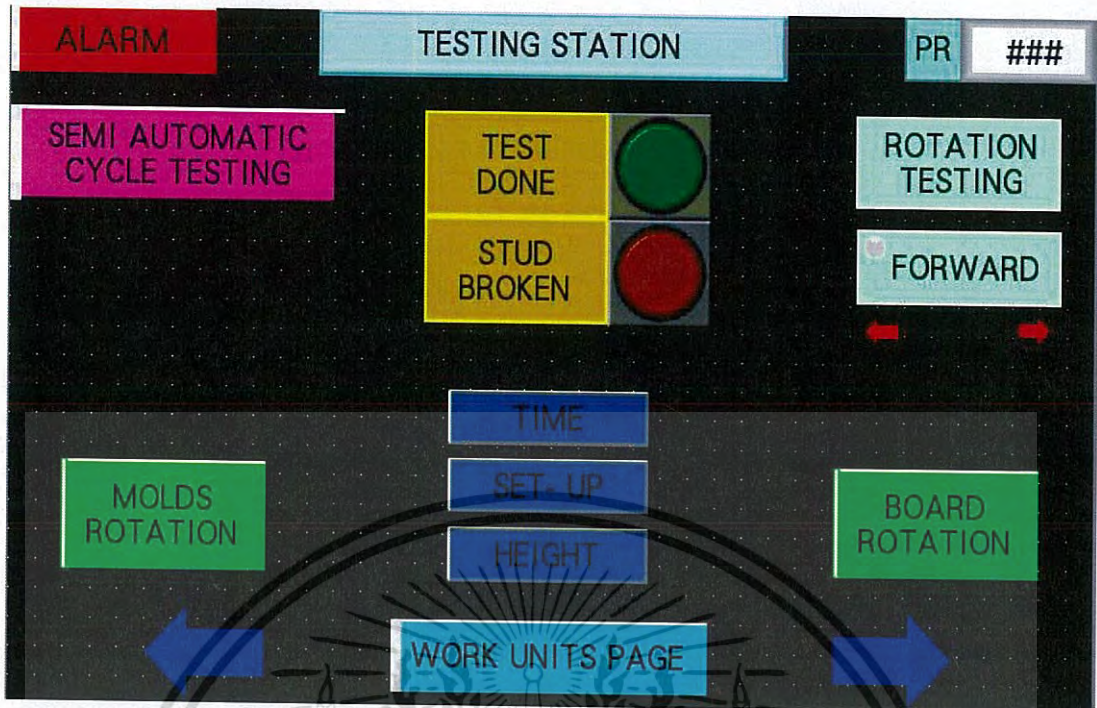 ALARM
TESTING STATION
PR
###
SEMI AUTOMATIC
CYCLE TESTING
TEST
DONE
ROTATION
TESTING
STUD
BROKEN
FORWARD
TIME
MOLDS
ROTATION
SET- UP
BOARD
ROTATION
HEIGHT
WORK UNITS PAGE